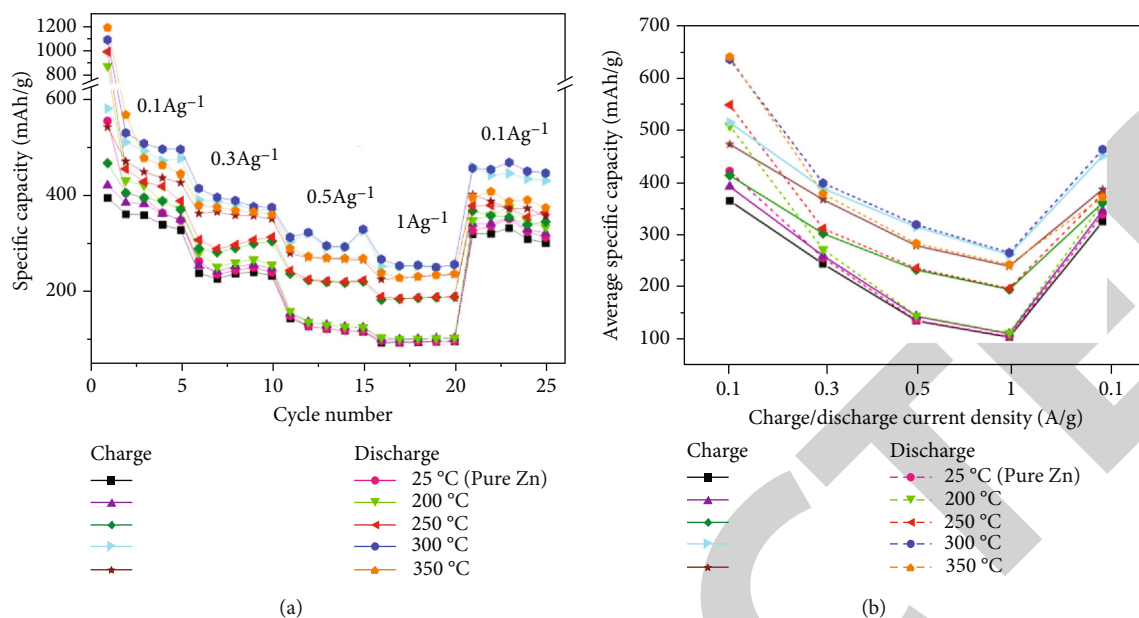 Specific capacity (mAh/g)
1200
1000
800
600
400
200
0.1Ag⁻¹
0.3Ag⁻¹
0.5Ag⁻¹
1Ag⁻¹
0.1Ag⁻¹
0 5 10 15 20 25
Cycle number
Charge Discharge
25 °C (Pure Zn)
200 °C
250 °C
300 °C
350 °C
(a)
Average specific capacity (mAh/g)
700
600
500
400
300
200
100
0.1 0.3 0.5 1 0.1
Charge/discharge current density (A/g)
Charge Discharge
25 °C (Pure Zn)
200 °C
250 °C
300 °C
350 °C
(b)